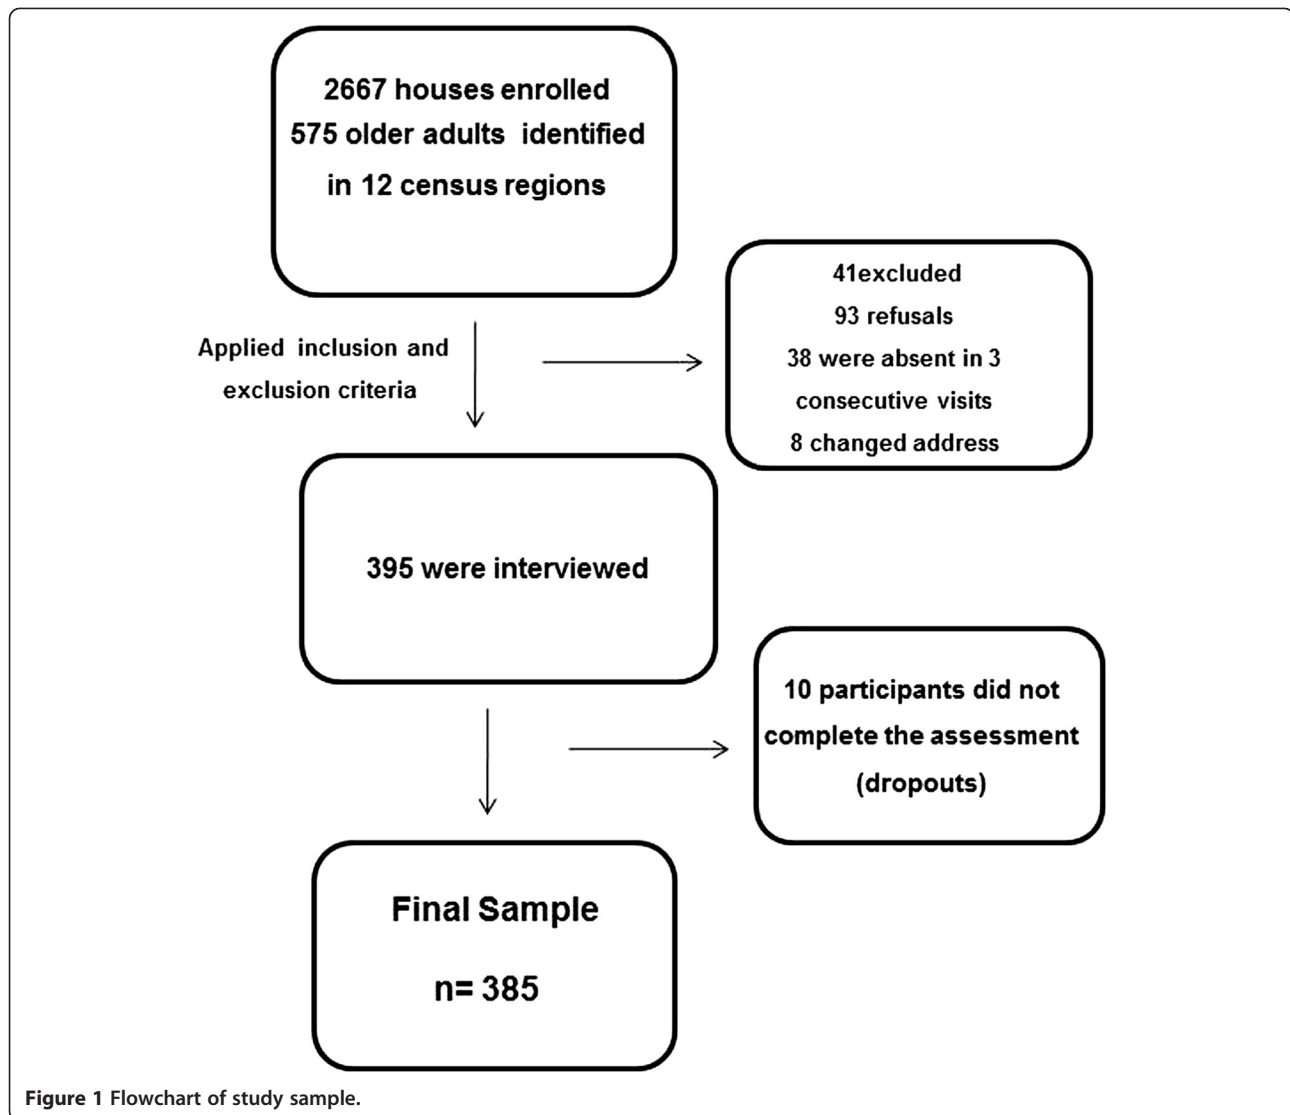 2667 houses enrolled
575 older adults identified
in 12 census regions
Applied inclusion and
exclusion criteria
41excluded
93 refusals
38 were absent in 3
consecutive visits
8 changed address
395 were interviewed
10 participants did not
complete the assessment
(dropouts)
Final Sample
n= 385
Figure 1 Flowchart of study sample.